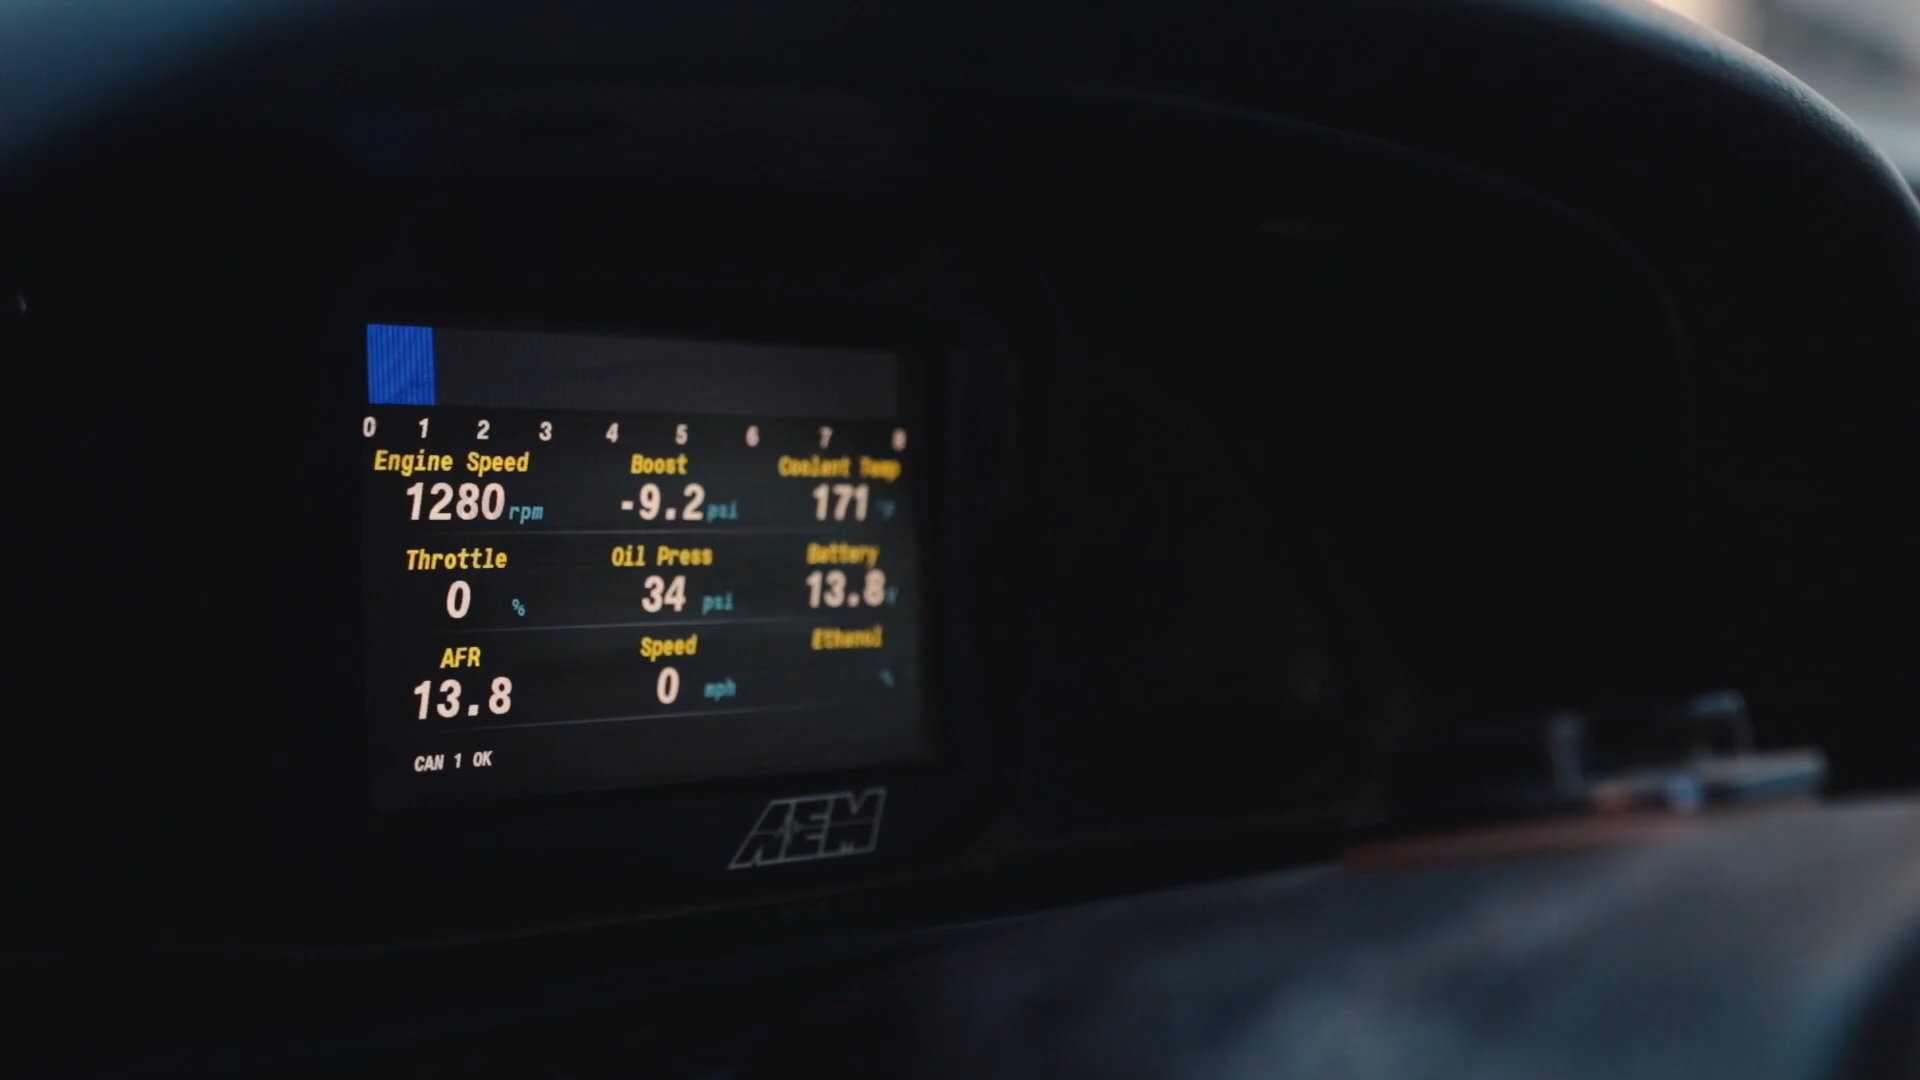 0 1 2 3 4 5 6 7 8
Engine Speed Boost Coolant Temp
1280 rpm -9.2 psi 171 °F
Throttle Oil Press Battery
0 % 34 psi 13.8 V
AFR Speed Ethanol
13.8 0 mph %
CAN 1 OK
AEM